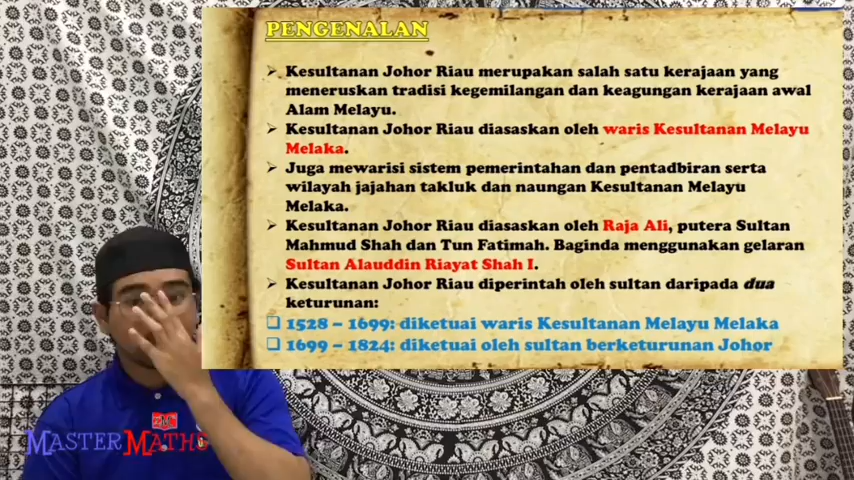 PENGENALAN
➢ Kesultanan Johor Riau merupakan salah satu kerajaan yang
meneruskan tradisi kegemilangan dan keagungan kerajaan awal
Alam Melayu.
➢ Kesultanan Johor Riau diasaskan oleh waris Kesultanan Melayu
Melaka.
➢ Juga mewarisi sistem pemerintahan dan pentadbiran serta
wilayah jajahan takluk dan naungan Kesultanan Melayu
Melaka.
➢ Kesultanan Johor Riau diasaskan oleh Raja Ali, putera Sultan
Mahmud Shah dan Tun Fatimah. Baginda menggunakan gelaran
Sultan Alauddin Riayat Shah I.
➢ Kesultanan Johor Riau diperintah oleh sultan daripada dua
keturunan:
❑ 1528 – 1699: diketuai waris Kesultanan Melayu Melaka
❑ 1699 – 1824: diketuai oleh sultan berketurunan Johor
MASTER MATHS